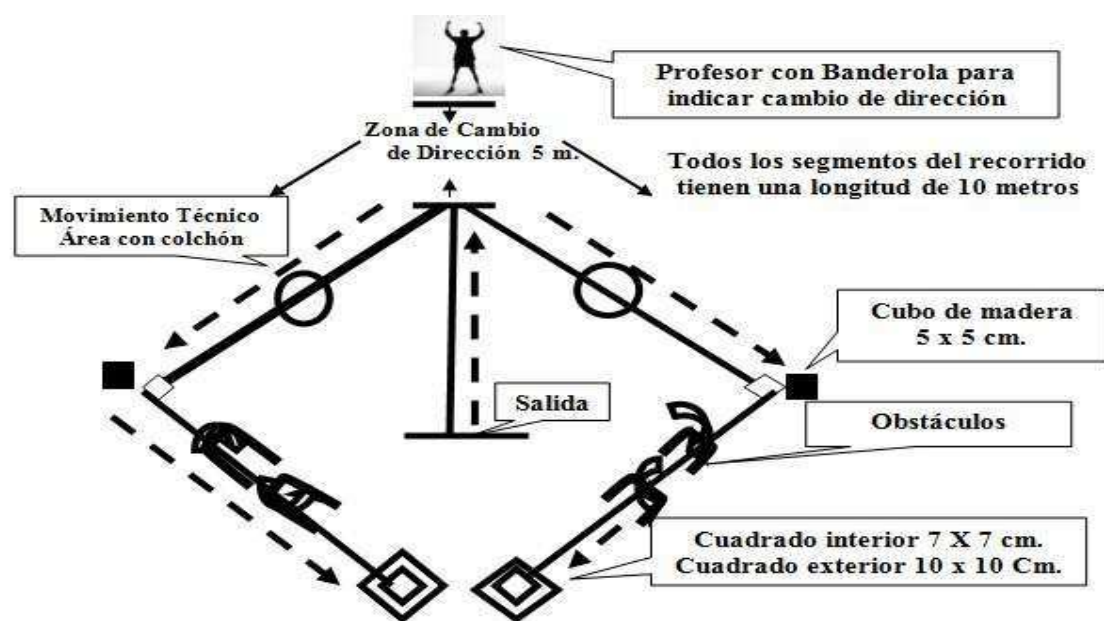 Profesor con Banderola para
indicar cambio de dirección
Zona de Cambio
de Dirección 5 m.
Todos los segmentos del recorrido
tienen una longitud de 10 metros
Movimiento Técnico
Área con colchón
Cubo de madera
5 x 5 cm.
Salida
Obstáculos
Cuadrado interior 7 X 7 cm.
Cuadrado exterior 10 x 10 Cm.